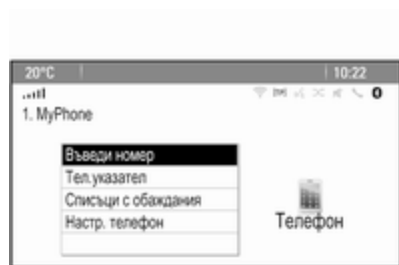 20°C 10:22
1. MyPhone
Въведи номер
Тел.указател
Списъци с обаждания
Настр. телефон
Телефон